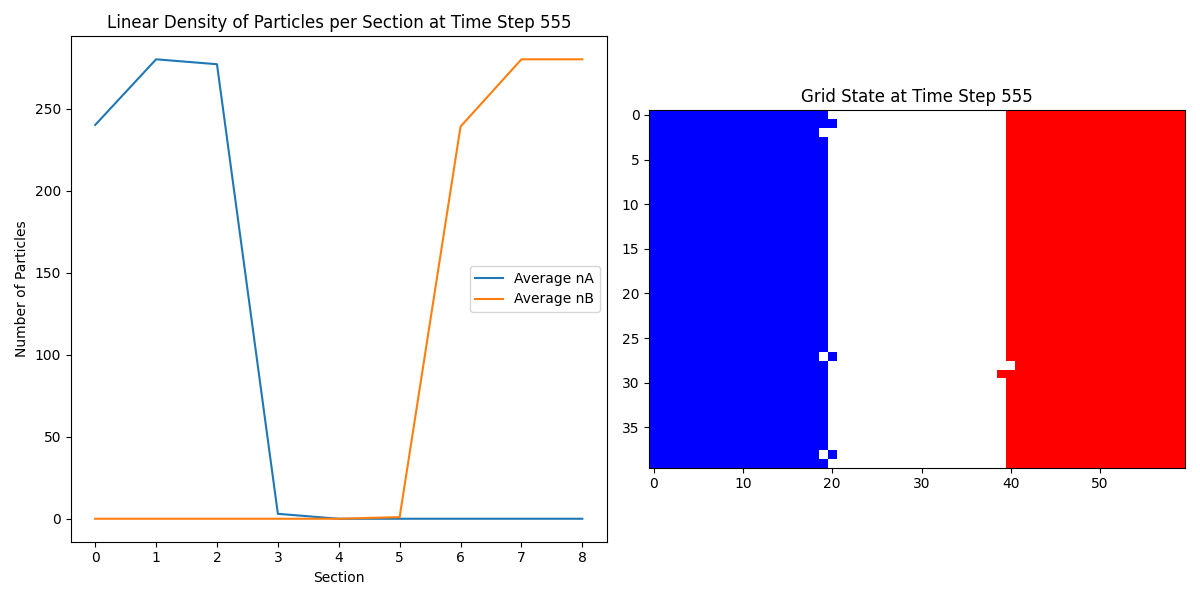 Linear Density of Particles per Section at Time Step 555
250
200
150
100
50
0
Number of Particles
0 1 2 3 4 5 6 7 8
Section
Average nA
Average nB
Grid State at Time Step 555
0
5
10
15
20
25
30
35
0 10 20 30 40 50